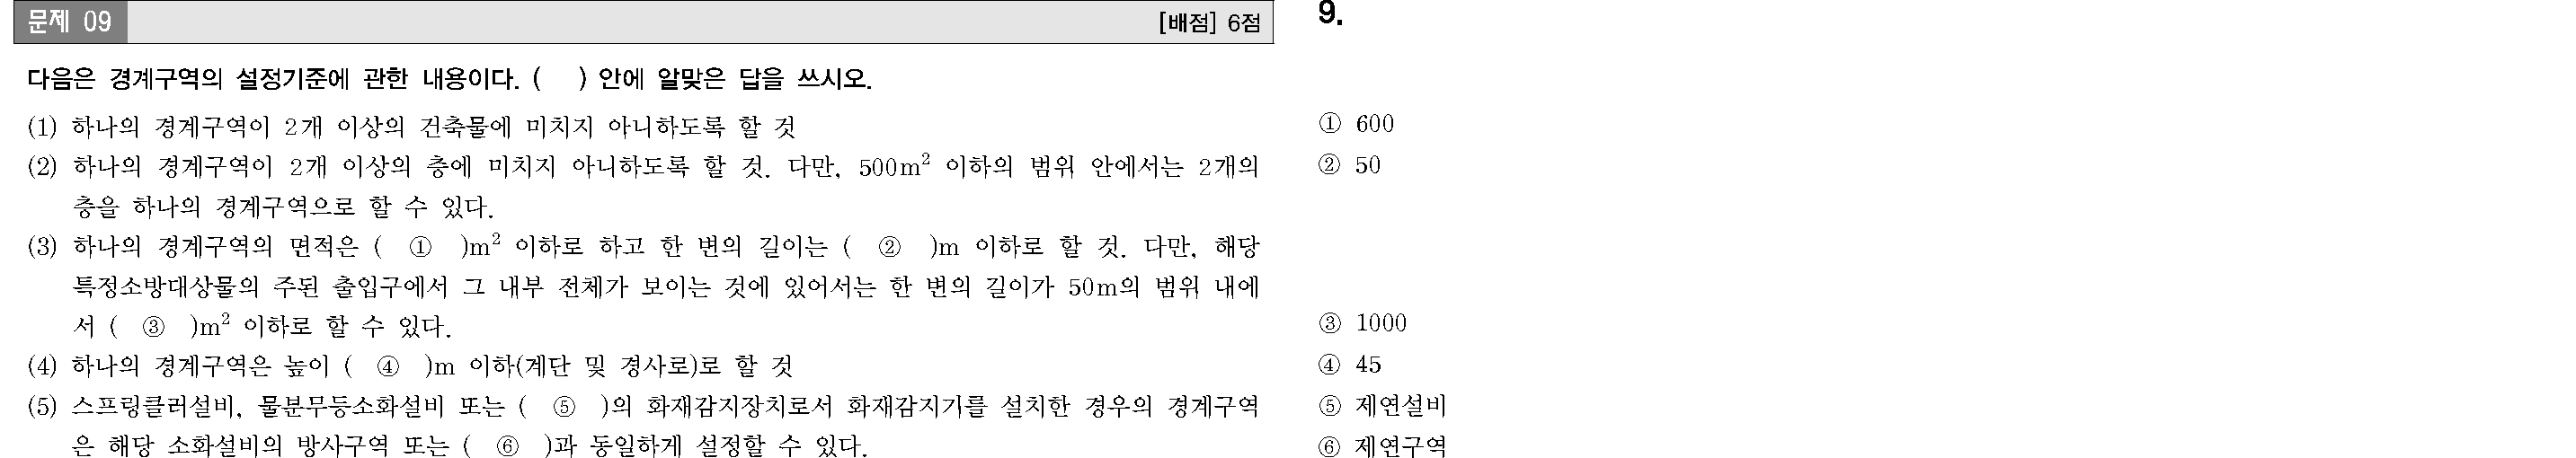 문제 09
[배점] 6점
다음은 경계구역의 설정기준에 관한 내용이다. ( ) 안에 알맞은 답을 쓰시오.
(1) 하나의 경계구역이 2개 이상의 건축물에 미치지 아니하도록 할 것
(2) 하나의 경계구역이 2개 이상의 층에 미치지 아니하도록 할 것. 다만, 500m² 이하의 범위 안에서는 2개의
층을 하나의 경계구역으로 할 수 있다.
(3) 하나의 경계구역의 면적은 ( ① )m² 이하로 하고 한 변의 길이는 ( ② )m 이하로 할 것. 다만, 해당
특정소방대상물의 주된 출입구에서 그 내부 전체가 보이는 것에 있어서는 한 변의 길이가 50m의 범위 내에
서 ( ③ )m² 이하로 할 수 있다.
(4) 하나의 경계구역은 높이 ( ④ )m 이하(계단 및 경사로)로 할 것
(5) 스프링클러설비, 물분무등소화설비 또는 ( ⑤ )의 화재감지장치로서 화재감지기를 설치한 경우의 경계구역
은 해당 소화설비의 방사구역 또는 ( ⑥ )과 동일하게 설정할 수 있다.
9.
① 600
② 50
③ 1000
④ 45
⑤ 제연설비
⑥ 제연구역